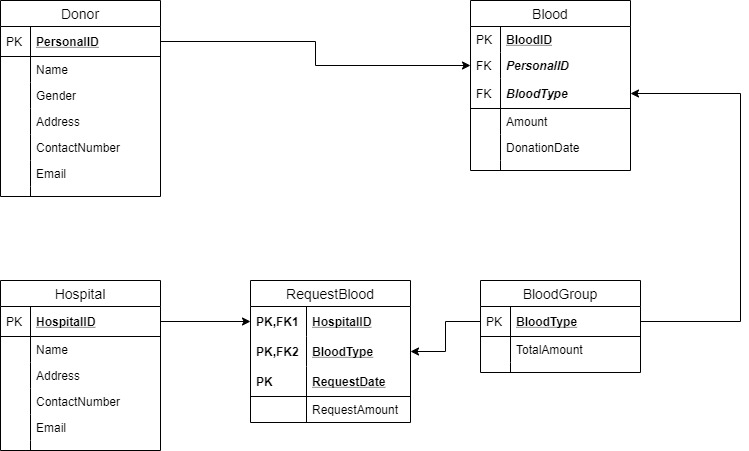 Donor
PK PersonalID
Name
Gender
Address
ContactNumber
Email
Blood
PK BloodID
FK PersonalID
FK BloodType
Amount
DonationDate
Hospital
PK HospitalID
Name
Address
ContactNumber
Email
RequestBlood
PK,FK1 HospitalID
PK,FK2 BloodType
PK RequestDate
RequestAmount
BloodGroup
PK BloodType
TotalAmount